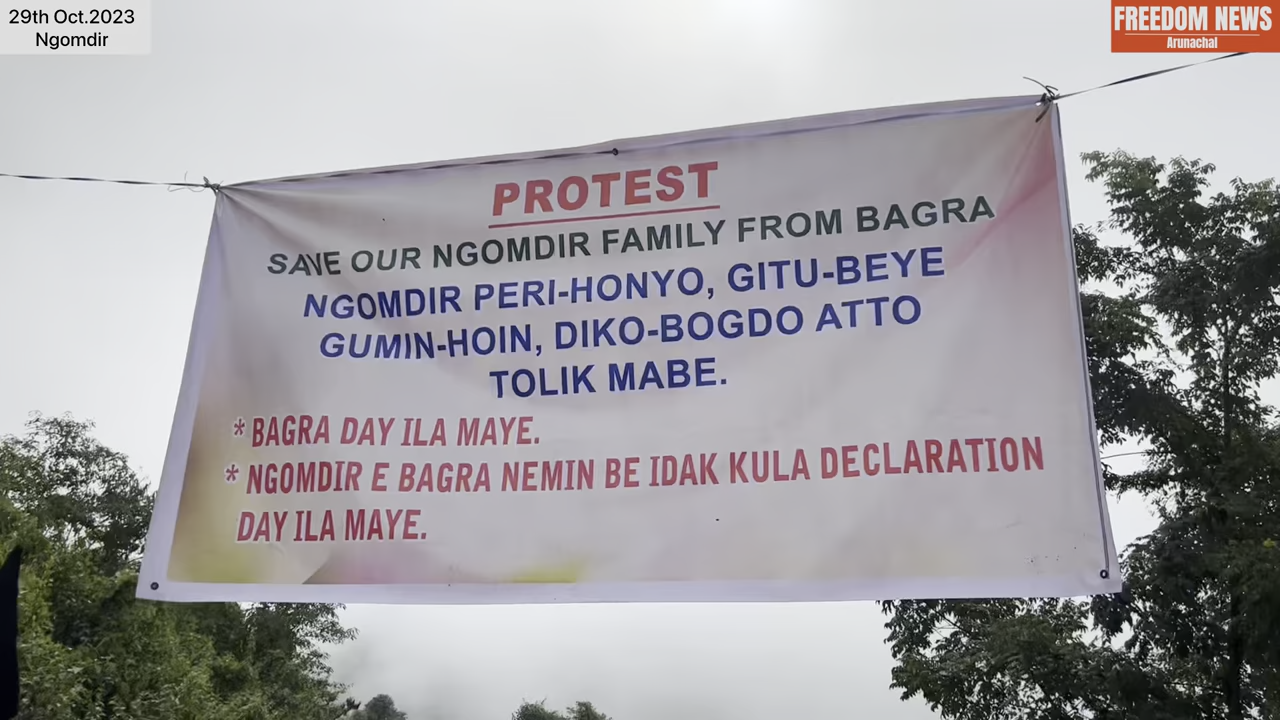 29th Oct.2023
Ngomdir
FREEDOM NEWS
Arunachal
PROTEST
SAVE OUR NGOMDIR FAMILY FROM BAGRA
NGOMDIR PERI-HONYO, GITU-BEYE
GUMIN-HOIN, DIKO-BOGDO ATTO
TOLIK MABE.
* BAGRA DAY ILA MAYE.
* NGOMDIR E BAGRA NEMIN BE IDAK KULA DECLARATION
DAY ILA MAYE.